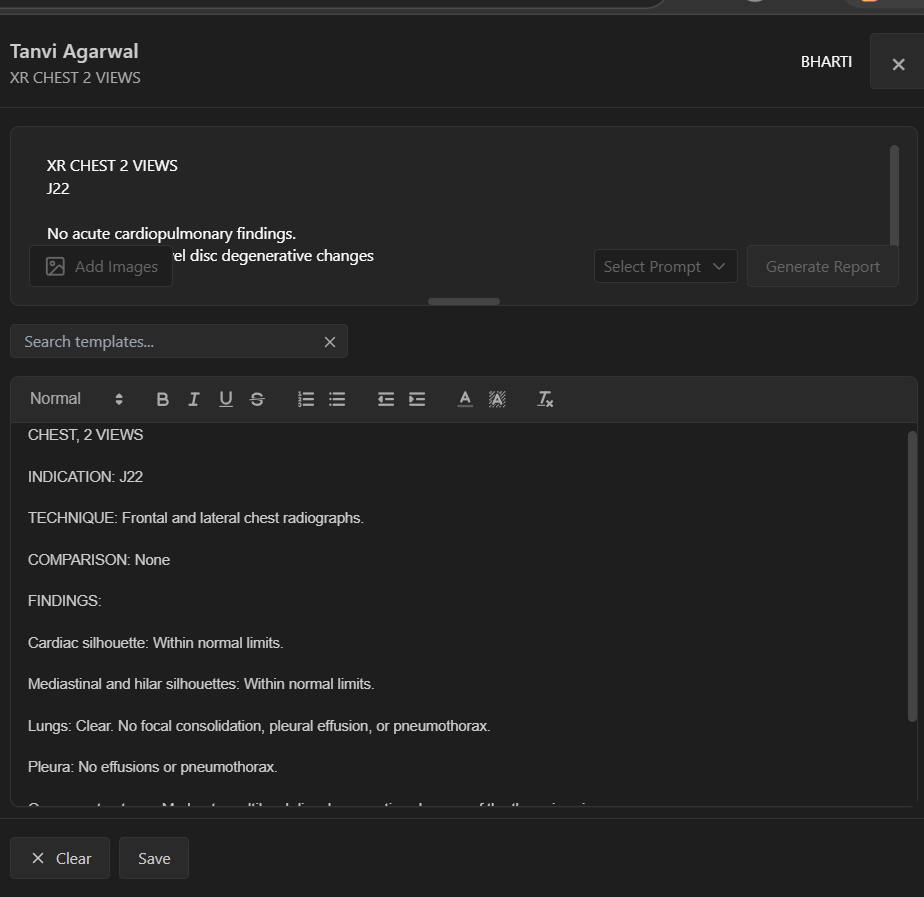 Tanvi Agarwal
XR CHEST 2 VIEWS
BHARTI
XR CHEST 2 VIEWS
J22
No acute cardiopulmonary findings.
disc degenerative changes
Add Images
Select Prompt
Generate Report
Search templates...
Normal
CHEST, 2 VIEWS
INDICATION: J22
TECHNIQUE: Frontal and lateral chest radiographs.
COMPARISON: None
FINDINGS:
Cardiac silhouette: Within normal limits.
Mediastinal and hilar silhouettes: Within normal limits.
Lungs: Clear. No focal consolidation, pleural effusion, or pneumothorax.
Pleura: No effusions or pneumothorax.
Clear
Save